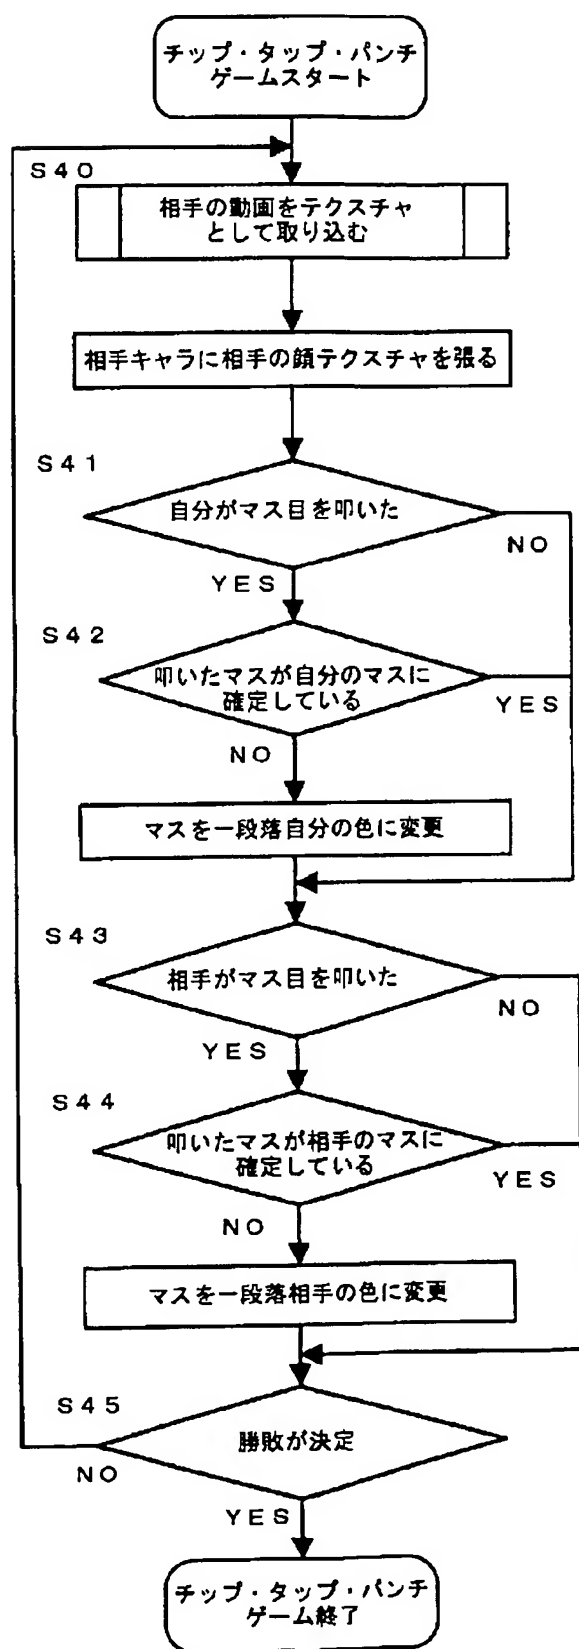 チップ・タップ・パンチ
ゲームスタート
S40
相手の動画をテクスチャ
として取り込む
相手キャラに相手の顔テクスチャを張る
S41
自分がマス目を叩いた
NO
YES
S42
叩いたマスが自分のマスに
確定している
YES
NO
マスを一段落自分の色に変更
S43
相手がマス目を叩いた
NO
YES
S44
叩いたマスが相手のマスに
確定している
YES
NO
マスを一段落相手の色に変更
S45
勝敗が決定
NO
YES
チップ・タップ・パンチ
ゲーム終了